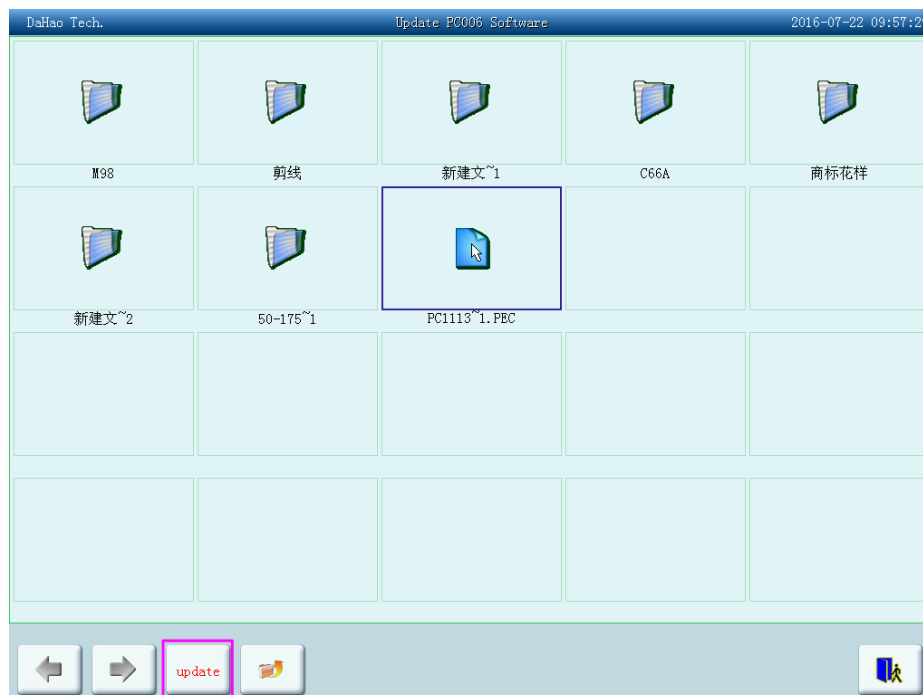 DaHao Tech.
Update PC006 Software
2016-07-22 09:57:2
M98
剪线
新建文~1
C66A
商标花样
新建文~2
50-175~1
PC1113~1.PEC
update